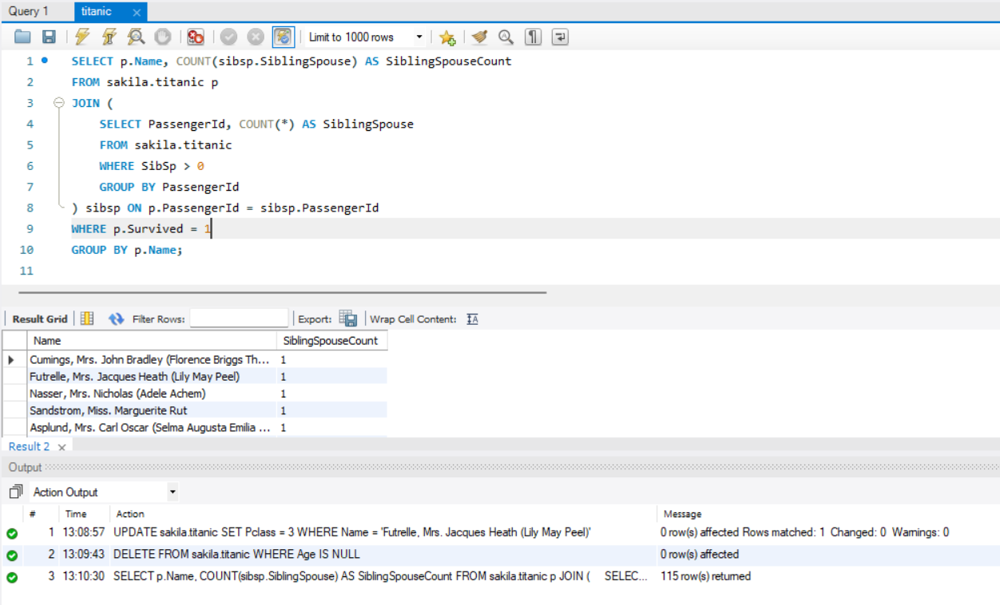 Query 1 titanic
Limit to 1000 rows
1 SELECT p.Name, COUNT(sibsp.SiblingSpouse) AS SiblingSpouseCount
2 FROM sakila.titanic p
3 JOIN (
4 SELECT PassengerId, COUNT(*) AS SiblingSpouse
5 FROM sakila.titanic
6 WHERE SibSp > 0
7 GROUP BY PassengerId
8 ) sibsp ON p.PassengerId = sibsp.PassengerId
9 WHERE p.Survived = 1
10 GROUP BY p.Name;
11
Result Grid Filter Rows: Export: Wrap Cell Content: IA
Name SiblingSpouseCount
Cumings, Mrs. John Bradley (Florence Briggs Th... 1
Futrelle, Mrs. Jacques Heath (Lily May Peel) 1
Nasser, Mrs. Nicholas (Adele Achem) 1
Sandstrom, Miss. Marguerite Rut 1
Asplund, Mrs. Carl Oscar (Selma Augusta Emilia ... 1
Result 2
Output
Action Output
# Time Action Message
1 13:08:57 UPDATE sakila.titanic SET Pclass = 3 WHERE Name = 'Futrelle, Mrs. Jacques Heath (Lily May Peel)' 0 row(s) affected Rows matched: 1 Changed: 0 Warnings: 0
2 13:09:43 DELETE FROM sakila.titanic WHERE Age IS NULL 0 row(s) affected
3 13:10:30 SELECT p.Name, COUNT(sibsp.SiblingSpouse) AS SiblingSpouseCount FROM sakila.titanic p JOIN ( SELEC... 115 row(s) returned